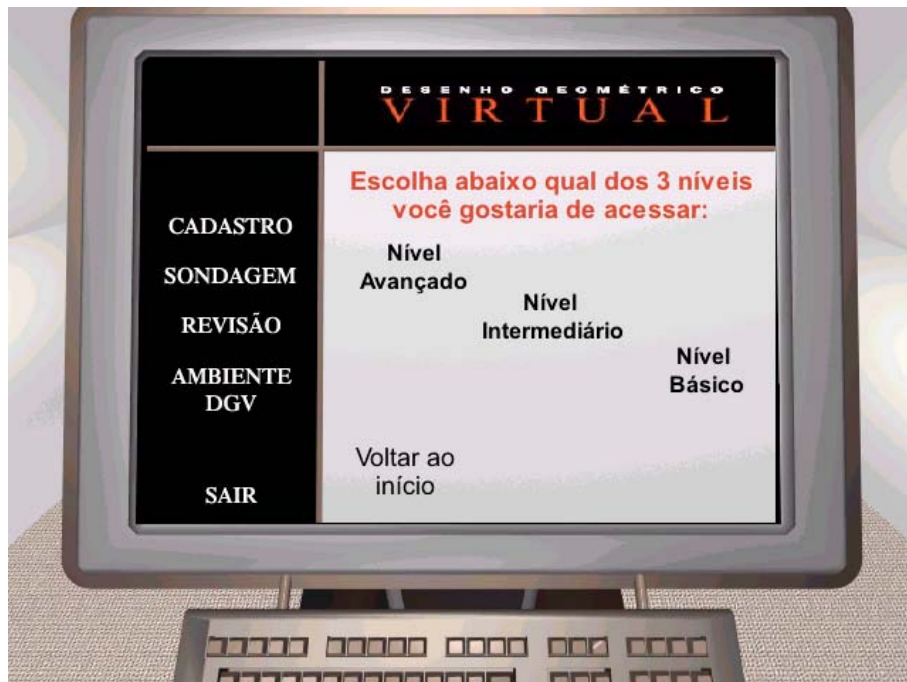 DESENHO GEOMÉTRICO
VIRTUAL
CADASTRO
SONDAGEM
REVISÃO
AMBIENTE
DGV
SAIR
Escolha abaixo qual dos 3 níveis
você gostaria de acessar:
Nível
Avançado
Nível
Intermediário
Nível
Básico
Voltar ao
início